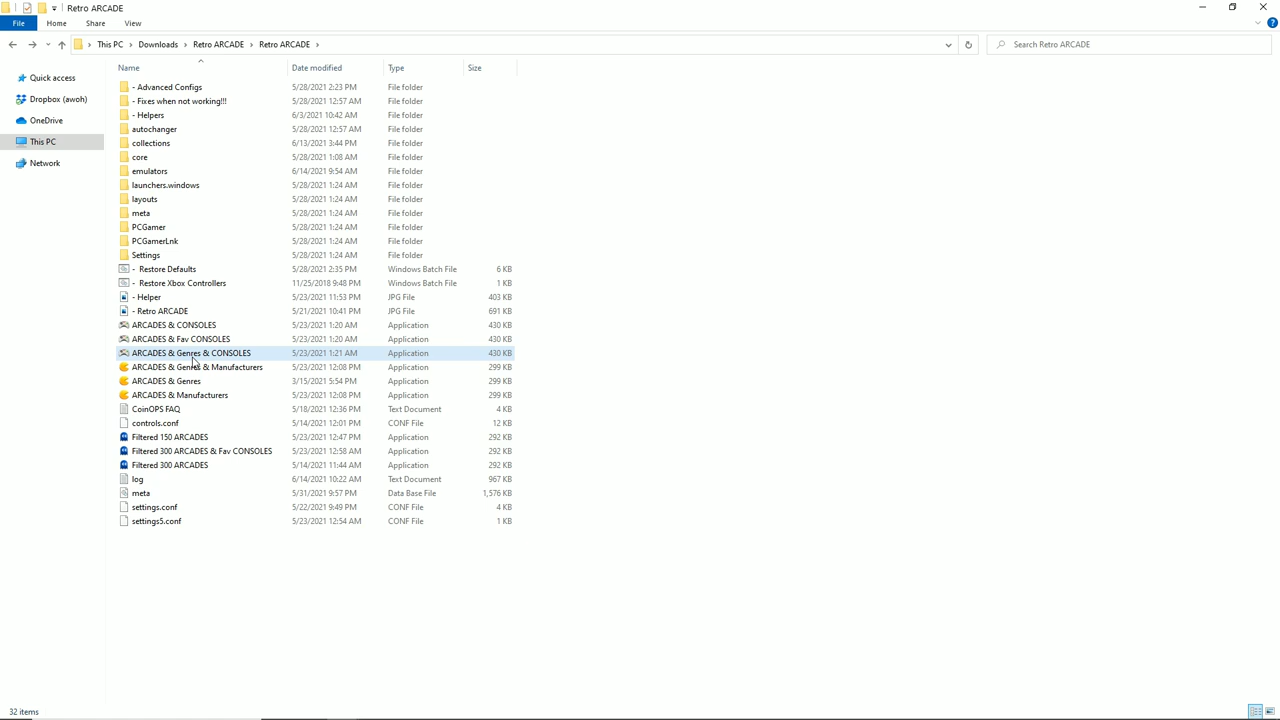 Retro ARCADE
File Home Share View
This PC Downloads Retro ARCADE Retro ARCADE Search Retro ARCADE
Name Date modified Type Size
Quick access
Dropbox (awoh)
OneDrive
This PC
Network
- Advanced Configs 5/28/2021 2:23 PM File folder
- Fixes when not working!!! 5/28/2021 12:57 AM File folder
- Helpers 6/3/2021 10:42 AM File folder
autochanger 5/28/2021 12:57 AM File folder
collections 6/13/2021 3:44 PM File folder
core 5/28/2021 1:08 AM File folder
emulators 6/14/2021 9:54 AM File folder
launchers.windows 5/28/2021 1:24 AM File folder
layouts 5/28/2021 1:24 AM File folder
meta 5/28/2021 1:24 AM File folder
PCGamer 5/28/2021 1:24 AM File folder
PCGamerLnk 5/28/2021 1:24 AM File folder
Settings 5/28/2021 1:24 AM File folder
- Restore Defaults 5/28/2021 2:35 PM Windows Batch File 6 KB
- Restore Xbox Controllers 11/25/2018 9:48 PM Windows Batch File 1 KB
- Helper 5/23/2021 11:53 PM JPG File 403 KB
- Retro ARCADE 5/21/2021 10:41 PM JPG File 691 KB
ARCADES & CONSOLES 5/23/2021 1:20 AM Application 430 KB
ARCADES & Fav CONSOLES 5/23/2021 1:20 AM Application 430 KB
ARCADES & Genres & CONSOLES 5/23/2021 1:21 AM Application 430 KB
ARCADES & Genres & Manufacturers 5/23/2021 12:08 PM Application 299 KB
ARCADES & Genres 3/15/2021 5:54 PM Application 299 KB
ARCADES & Manufacturers 5/23/2021 12:08 PM Application 299 KB
CoinOPS FAQ 5/18/2021 12:36 PM Text Document 4 KB
controls.conf 5/14/2021 12:01 PM CONF File 12 KB
Filtered 150 ARCADES 5/23/2021 12:47 PM Application 292 KB
Filtered 300 ARCADES & Fav CONSOLES 5/23/2021 12:58 AM Application 292 KB
Filtered 300 ARCADES 5/14/2021 11:44 AM Application 292 KB
log 6/14/2021 10:22 AM Text Document 967 KB
meta 5/31/2021 9:57 PM Data Base File 1,576 KB
settings.conf 5/22/2021 9:49 PM CONF File 4 KB
settings5.conf 5/23/2021 12:54 AM CONF File 1 KB
32 items